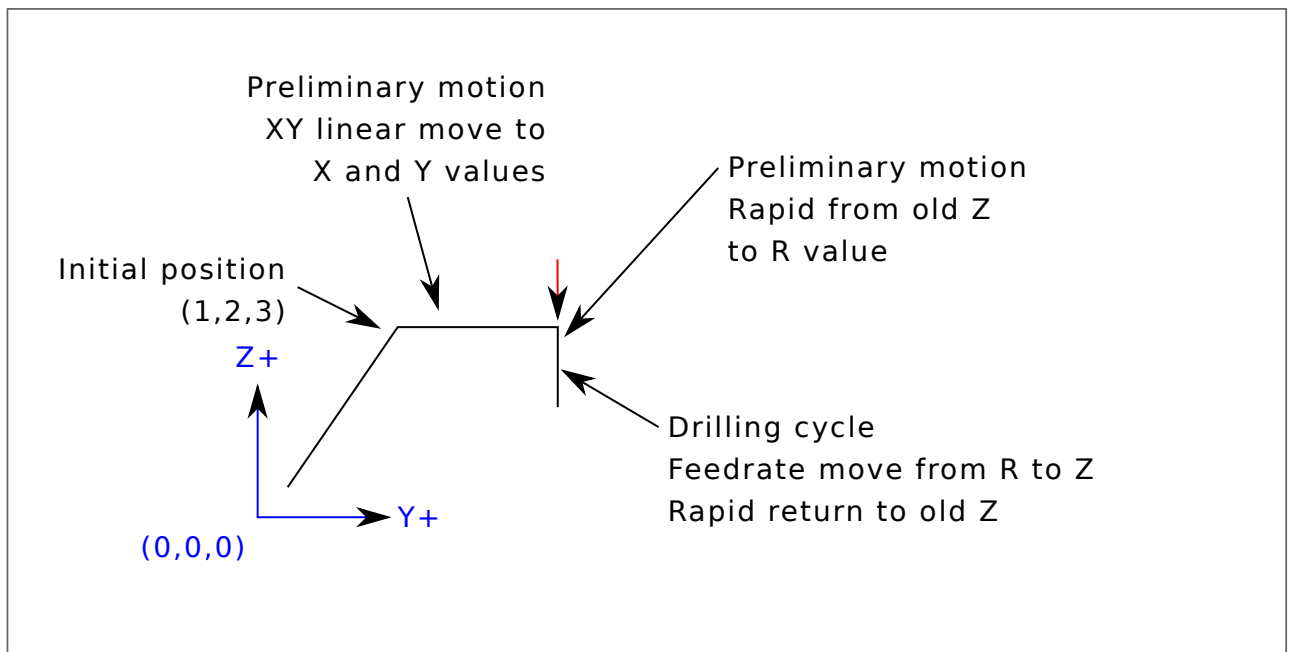 Preliminary motion
XY linear move to
X and Y values
Preliminary motion
Rapid from old Z
to R value
Initial position
(1,2,3)
Z+
Drilling cycle
Feedrate move from R to Z
Rapid return to old Z
Y+
(0,0,0)